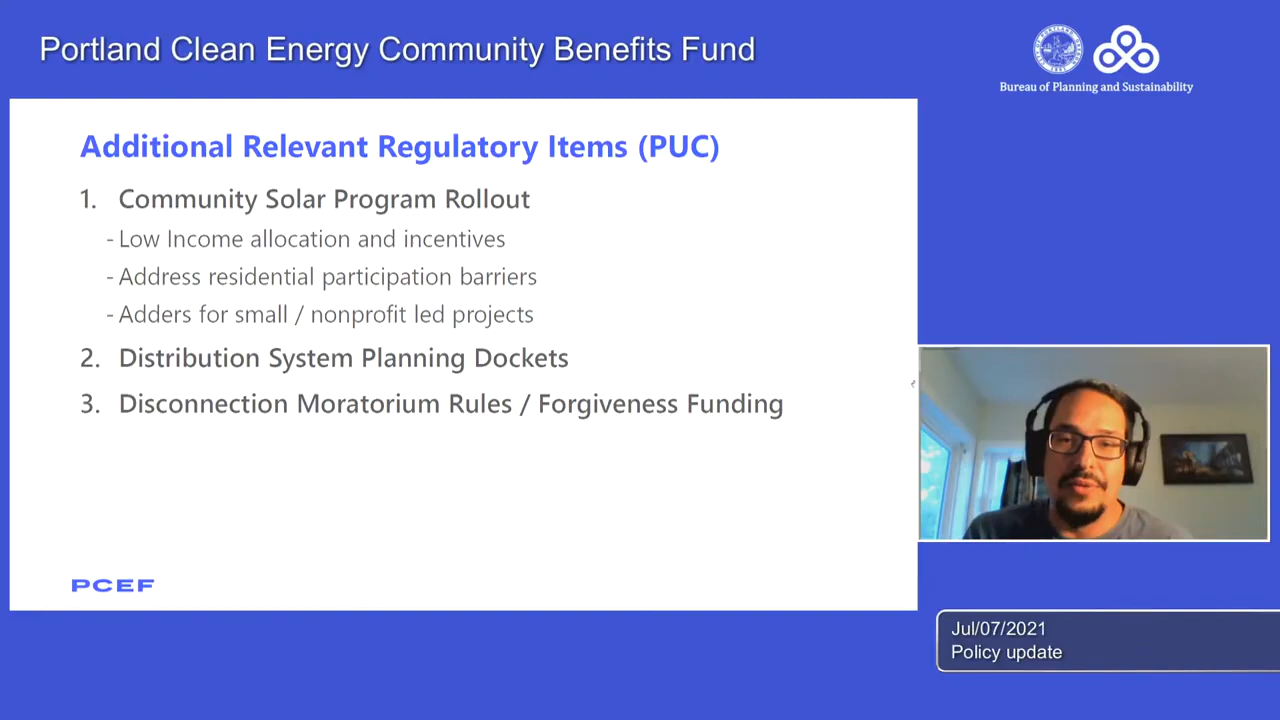 Portland Clean Energy Community Benefits Fund
Bureau of Planning and Sustainability
Additional Relevant Regulatory Items (PUC)
1. Community Solar Program Rollout
- Low Income allocation and incentives
- Address residential participation barriers
- Adders for small / nonprofit led projects
2. Distribution System Planning Dockets
3. Disconnection Moratorium Rules / Forgiveness Funding
PCEF
Jul/07/2021
Policy update